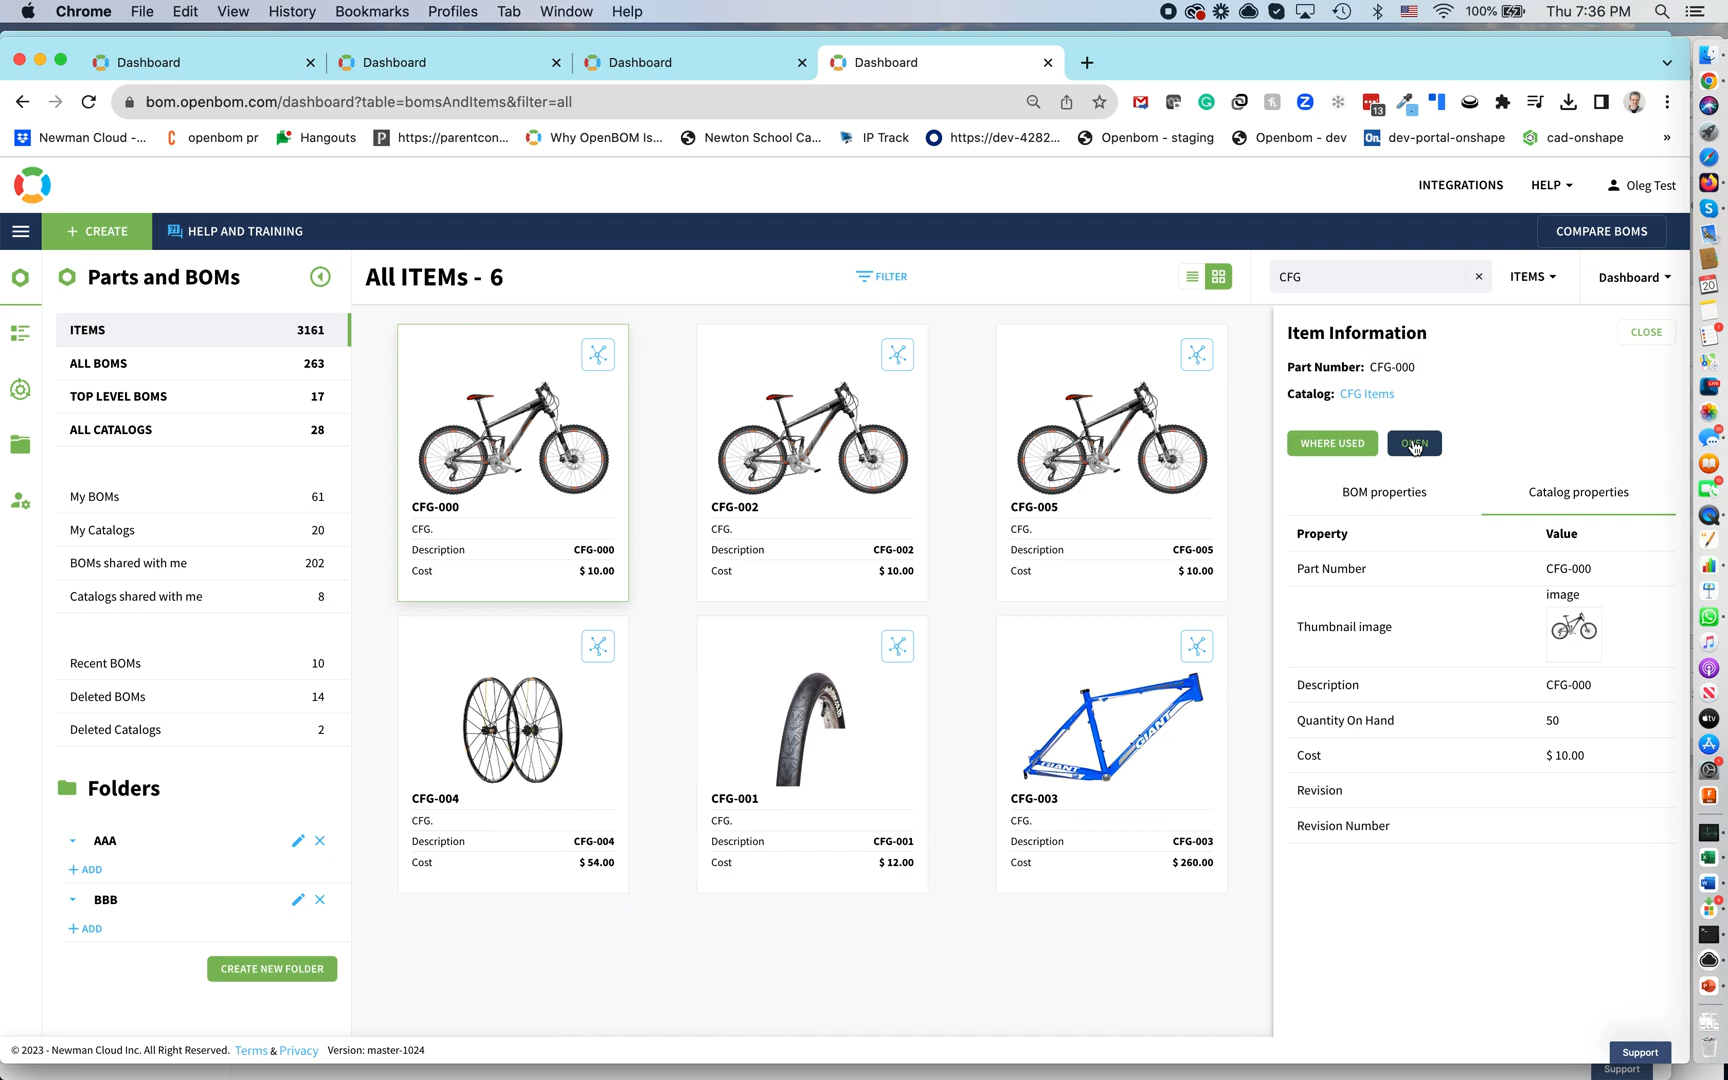 Chrome File Edit View History Bookmarks Profiles Tab Window Help 100% Thu 7:36 PM
Dashboard Dashboard Dashboard Dashboard
bom.openbom.com/dashboard?table=bomsAndItems&filter=all
13
Newman Cloud -... openbom pr Hangouts https://parentcon... Why OpenBOM Is... Newton School Ca... IP Track https://dev-4282... Openbom - staging Openbom - dev dev-portal-onshape cad-onshape »
INTEGRATIONS HELP Oleg Test
+ CREATE HELP AND TRAINING COMPARE BOMS
Parts and BOMs
ITEMS 3161
ALL BOMS 263
TOP LEVEL BOMS 17
ALL CATALOGS 28
My BOMs 61
My Catalogs 20
BOMs shared with me 202
Catalogs shared with me 8
Recent BOMs 10
Deleted BOMs 14
Deleted Catalogs 2
Folders
AAA
+ ADD
BBB
+ ADD
CREATE NEW FOLDER
All ITEMs - 6 FILTER CFG ITEMS Dashboard
CFG-000
CFG.
Description CFG-000
Cost $ 10.00
CFG-002
CFG.
Description CFG-002
Cost $ 10.00
CFG-005
CFG.
Description CFG-005
Cost $ 10.00
CFG-004
CFG.
Description CFG-004
Cost $ 54.00
CFG-001
CFG.
Description CFG-001
Cost $ 12.00
GIANT
GIANT
CFG-003
CFG.
Description CFG-003
Cost $ 260.00
Item Information CLOSE
Part Number: CFG-000
Catalog: CFG Items
WHERE USED OPEN
BOM properties Catalog properties
Property Value
Part Number CFG-000
image
Thumbnail image
Description CFG-000
Quantity On Hand 50
Cost $ 10.00
Revision
Revision Number
© 2023 - Newman Cloud Inc. All Right Reserved. Terms & Privacy Version: master-1024
Support
Support